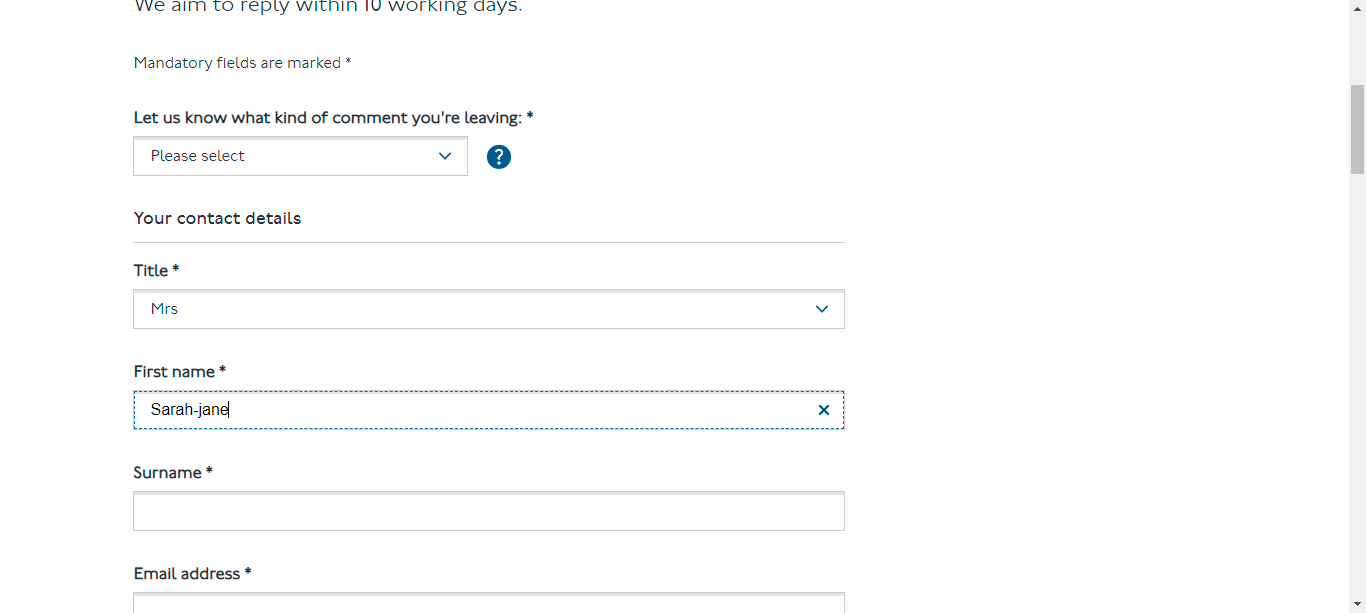 We aim to reply within 10 working days.
Mandatory fields are marked *
Let us know what kind of comment you're leaving: *
Please select
?
Your contact details
Title *
Mrs
First name *
Sarah-jane
Surname *
Email address *